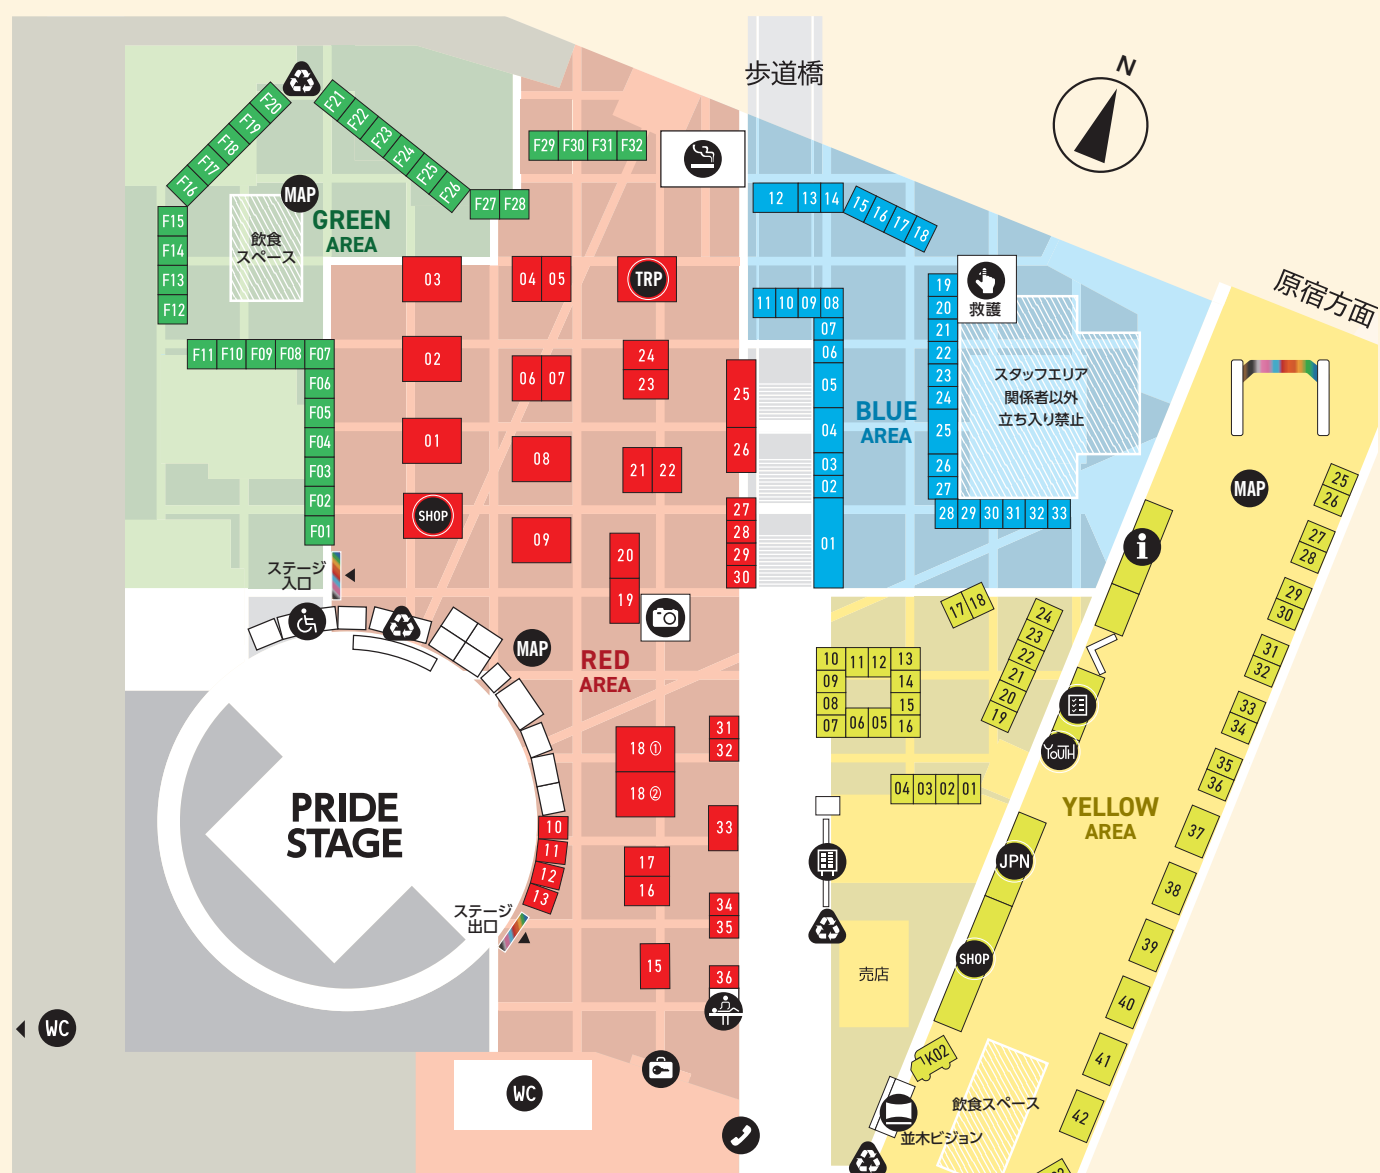 歩道橋
N
原宿方面
F20
F19
F18
F17
F16
F21
F22
F23
F24
F25
F26
F27 F28
F29 F30 F31 F32
MAP
GREEN
AREA
飲食
スペース
F15
F14
F13
F12
F11 F10 F09 F08 F07
F06
F05
F04
F03
F02
F01
ステージ
入口
03
02
01
SHOP
04 05
06 07
08
09
TRP
24
23
21 22
20
19
25
26
27
28
29
30
MAP
RED
AREA
18①
18②
17
16
15
31
32
33
34
35
36
10
11
12
13
ステージ
出口
PRIDE
STAGE
WC
WC
12 13 14
15 16 17 18
11 10 09 08
07
06
05
04
03
02
01
BLUE
AREA
19
20
21
22
23
24
25
26
27
28 29 30 31 32 33
救護
スタッフエリア
関係者以外
立ち入り禁止
17 18
24
23
22
21
20
19
10 11 12 13
09 14
08 15
07 06 05 16
04 03 02 01
YOUTH
YELLOW
AREA
JPN
SHOP
売店
K02
飲食スペース
並木ビジョン
MAP
25
26
27
28
29
30
31
32
33
34
35
36
37
38
39
40
41
42